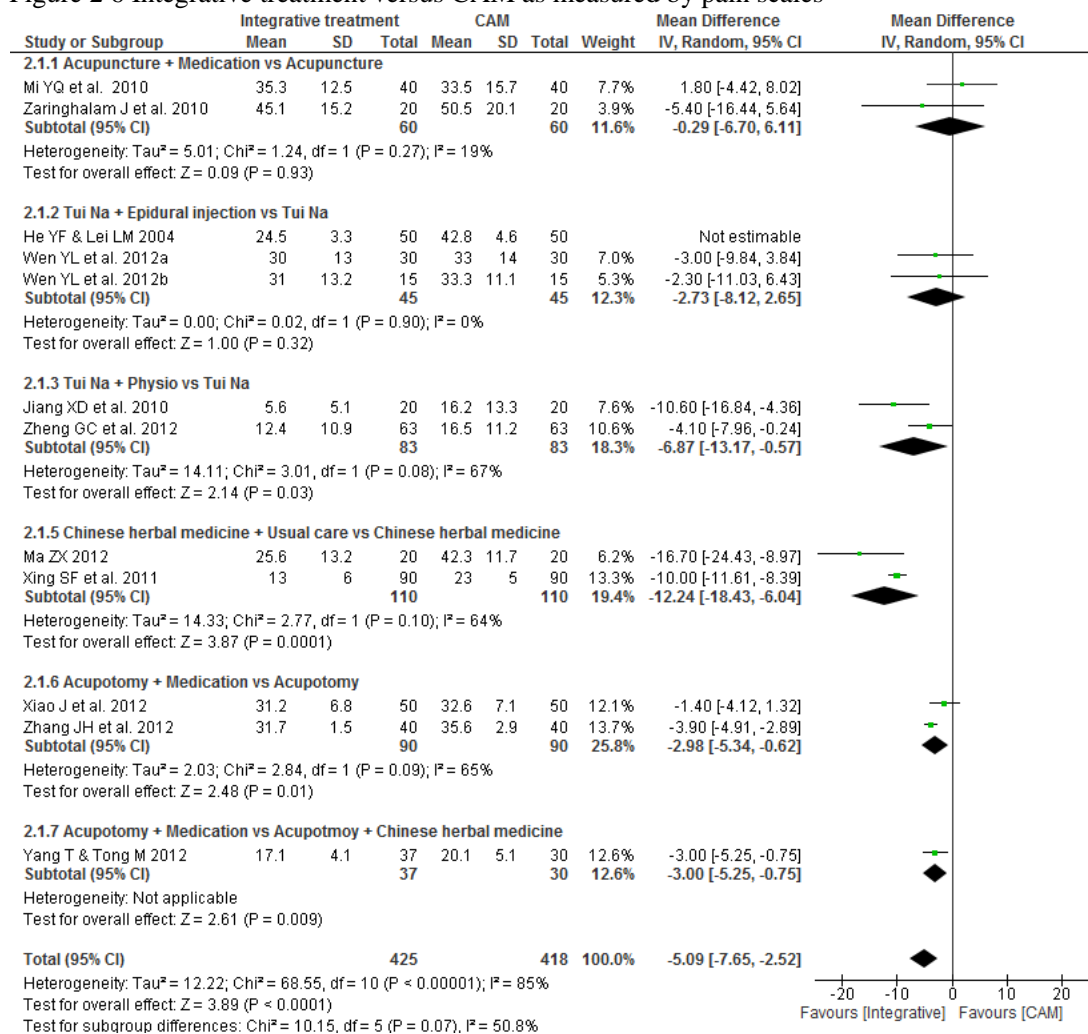 Figure 2 8 Integrative treatment versus CAM as measured by pain scales
Integrative treatment CAM Mean Difference Mean Difference
Study or Subgroup Mean SD Total Mean SD Total Weight IV, Random, 95% CI IV, Random, 95% CI
2.1.1 Acupuncture + Medication vs Acupuncture
Mi YQ et al. 2010 35.3 12.5 40 33.5 15.7 40 7.7% 1.80 [-4.42, 8.02]
Zaringhalam J et al. 2010 45.1 15.2 20 50.5 20.1 20 3.9% -5.40 [-16.44, 5.64]
Subtotal (95% CI) 60 60 11.6% -0.29 [-6.70, 6.11]
Heterogeneity: Tau² = 5.01; Chi² = 1.24, df = 1 (P = 0.27); I² = 19%
Test for overall effect: Z = 0.09 (P = 0.93)
2.1.2 Tui Na + Epidural injection vs Tui Na
He YF & Lei LM 2004 24.5 3.3 50 42.8 4.6 50 Not estimable
Wen YL et al. 2012a 30 13 30 33 14 30 7.0% -3.00 [-9.84, 3.84]
Wen YL et al. 2012b 31 13.2 15 33.3 11.1 15 5.3% -2.30 [-11.03, 6.43]
Subtotal (95% CI) 45 45 12.3% -2.73 [-8.12, 2.65]
Heterogeneity: Tau² = 0.00; Chi² = 0.02, df = 1 (P = 0.90); I² = 0%
Test for overall effect: Z = 1.00 (P = 0.32)
2.1.3 Tui Na + Physio vs Tui Na
Jiang XD et al. 2010 5.6 5.1 20 16.2 13.3 20 7.6% -10.60 [-16.84, -4.36]
Zheng GC et al. 2012 12.4 10.9 63 16.5 11.2 63 10.6% -4.10 [-7.96, -0.24]
Subtotal (95% CI) 83 83 18.3% -6.87 [-13.17, -0.57]
Heterogeneity: Tau² = 14.11; Chi² = 3.01, df = 1 (P = 0.08); I² = 67%
Test for overall effect: Z = 2.14 (P = 0.03)
2.1.5 Chinese herbal medicine + Usual care vs Chinese herbal medicine
Ma ZX 2012 25.6 13.2 20 42.3 11.7 20 6.2% -16.70 [-24.43, -8.97]
Xing SF et al. 2011 13 6 90 23 5 90 13.3% -10.00 [-11.61, -8.39]
Subtotal (95% CI) 110 110 19.4% -12.24 [-18.43, -6.04]
Heterogeneity: Tau² = 14.33; Chi² = 2.77, df = 1 (P = 0.10); I² = 64%
Test for overall effect: Z = 3.87 (P = 0.0001)
2.1.6 Acupotomy + Medication vs Acupotomy
Xiao J et al. 2012 31.2 6.8 50 32.6 7.1 50 12.1% -1.40 [-4.12, 1.32]
Zhang JH et al. 2012 31.7 1.5 40 35.6 2.9 40 13.7% -3.90 [-4.91, -2.89]
Subtotal (95% CI) 90 90 25.8% -2.98 [-5.34, -0.62]
Heterogeneity: Tau² = 2.03; Chi² = 2.84, df = 1 (P = 0.09); I² = 65%
Test for overall effect: Z = 2.48 (P = 0.01)
2.1.7 Acupotomy + Medication vs Acupotmoy + Chinese herbal medicine
Yang T & Tong M 2012 17.1 4.1 37 20.1 5.1 30 12.6% -3.00 [-5.25, -0.75]
Subtotal (95% CI) 37 30 12.6% -3.00 [-5.25, -0.75]
Heterogeneity: Not applicable
Test for overall effect: Z = 2.61 (P = 0.009)
Total (95% CI) 425 418 100.0% -5.09 [-7.65, -2.52]
Heterogeneity: Tau² = 12.22; Chi² = 68.55, df = 10 (P < 0.00001); I² = 85%
Test for overall effect: Z = 3.89 (P < 0.0001)
Test for subgroup differences: Chi² = 10.15, df = 5 (P = 0.07), I² = 50.8%
-20 -10 0 10 20
Favours [Integrative] Favours [CAM]